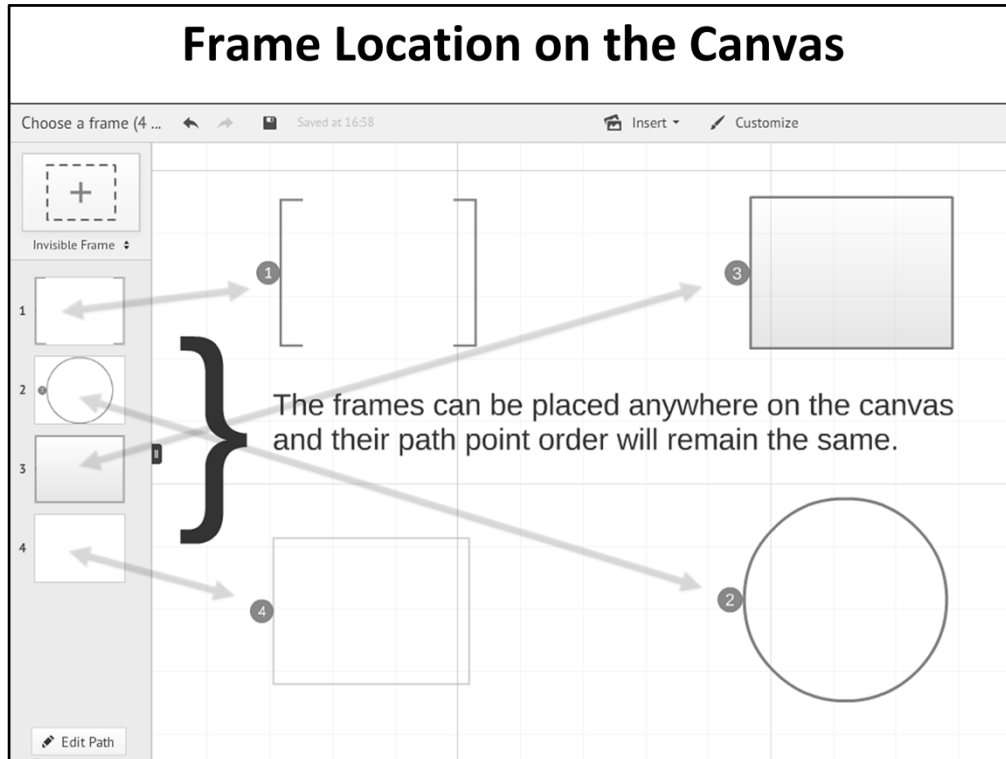 Frame Location on the Canvas
Choose a frame (4 ...
Saved at 16:58
Insert
Customize
Invisible Frame
1
2
3
4
1
3
The frames can be placed anywhere on the canvas
and their path point order will remain the same.
4
2
Edit Path